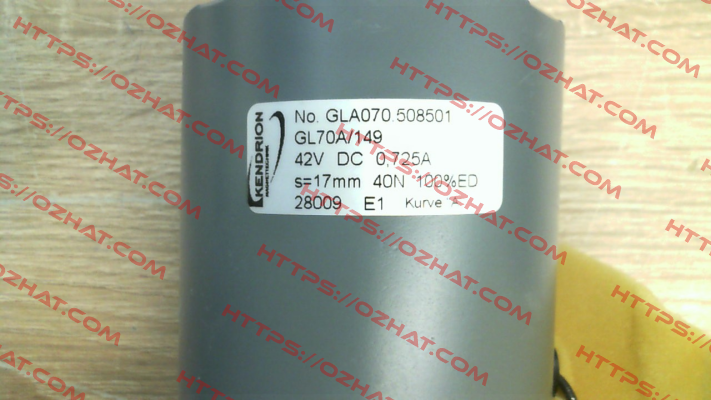 KENDRION
No. GLA070.508501
GL70A/149
42V DC 0,725A
s=17mm 40N 100%ED
28009 E1 Kurve
HTTPS://OZHAT.COM